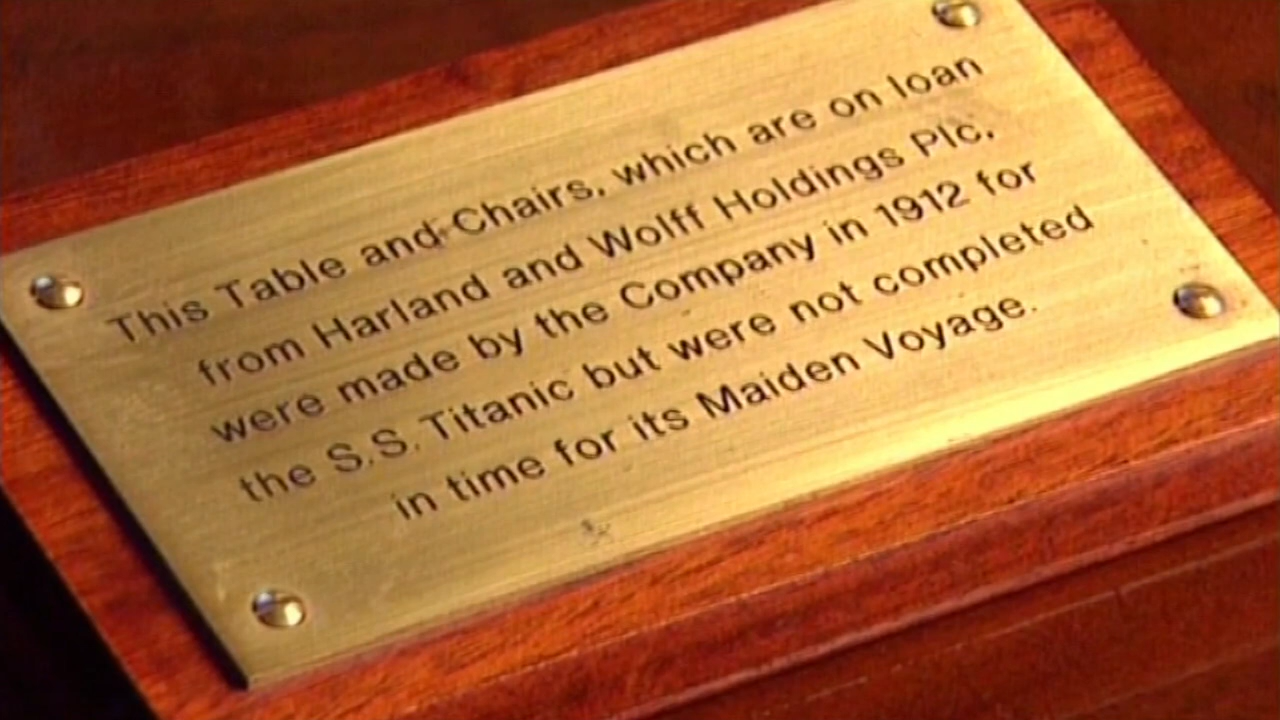 This Table and Chairs, which are on loan
from Harland and Wolff Holdings Plc,
were made by the Company in 1912 for
the S.S. Titanic but were not completed
in time for its Maiden Voyage.